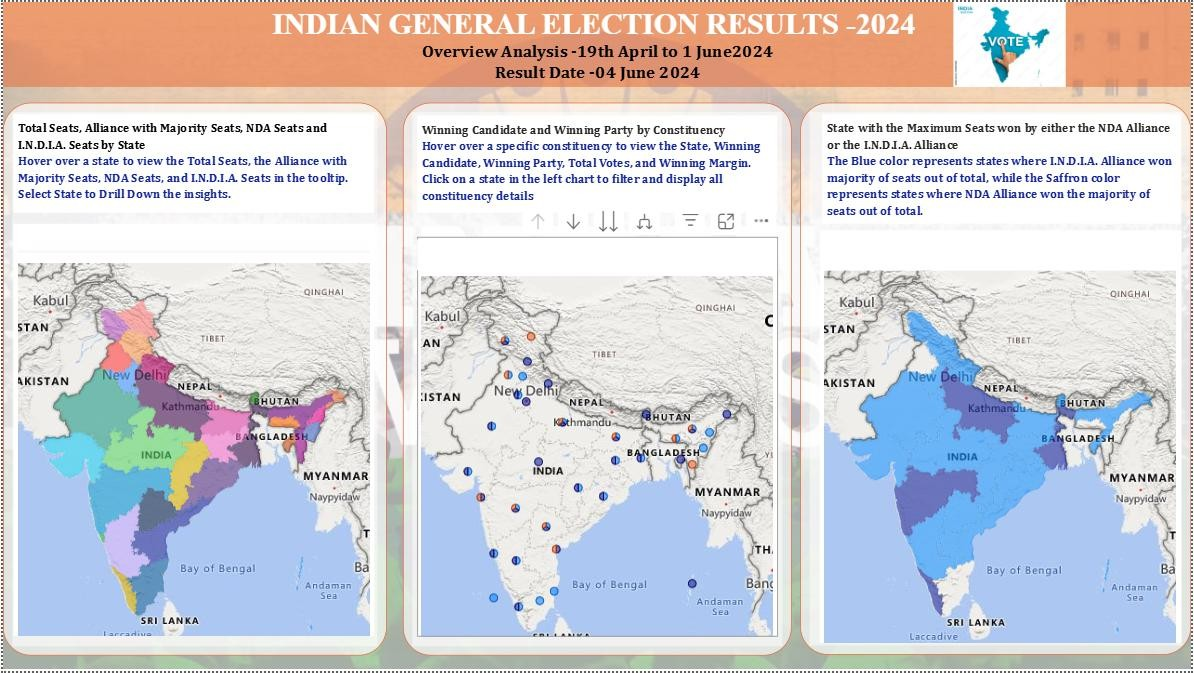 INDIAN GENERAL ELECTION RESULTS -2024
Overview Analysis -19th April to 1 June2024
Result Date -04 June 2024
INDIA
VOTE
Total Seats, Alliance with Majority Seats, NDA Seats and
I.N.D.I.A. Seats by State
Hover over a state to view the Total Seats, the Alliance with
Majority Seats, NDA Seats, and I.N.D.I.A. Seats in the tooltip.
Select State to Drill Down the insights.
Kabul
QINGHAI
STAN
TIBET
AKISTAN
New Delhi
NEPAL
Kathmandu
BHUTAN
BANGLADESH
INDIA
MYANMAR
Naypyidaw
T
Bay of Bengal
Ba
Andaman
Sea
SRI LANKA
Laccadive
Winning Candidate and Winning Party by Constituency
Hover over a specific constituency to view the State, Winning
Candidate, Winning Party, Total Votes, and Winning Margin.
Click on a state in the left chart to filter and display all
constituency details
QINGHAI
Kabul
C
AN
TIBET
AKISTAN
New Delhi
NEPAL
BHUTAN
Kathmandu
BANGLADESH
YU
INDIA
MYANMAR
Naypyidaw
TH
Bay of Bengal
Bang
Andaman
Sea
SRI LANKA
State with the Maximum Seats won by either the NDA Alliance
or the I.N.D.I.A. Alliance
The Blue color represents states where I.N.D.I.A. Alliance won
majority of seats out of total, while the Saffron color
represents states where NDA Alliance won the majority of
seats out of total.
Kabul
QINGHAI
STAN
TIBET
AKISTAN
New Delhi
NEPAL
Kathmandu
BHUTAN
BANGLADESH
INDIA
MYANMAR
Naypyidaw
T
Bay of Bengal
Ba
Andaman
Sea
SRI LANKA
Laccadive